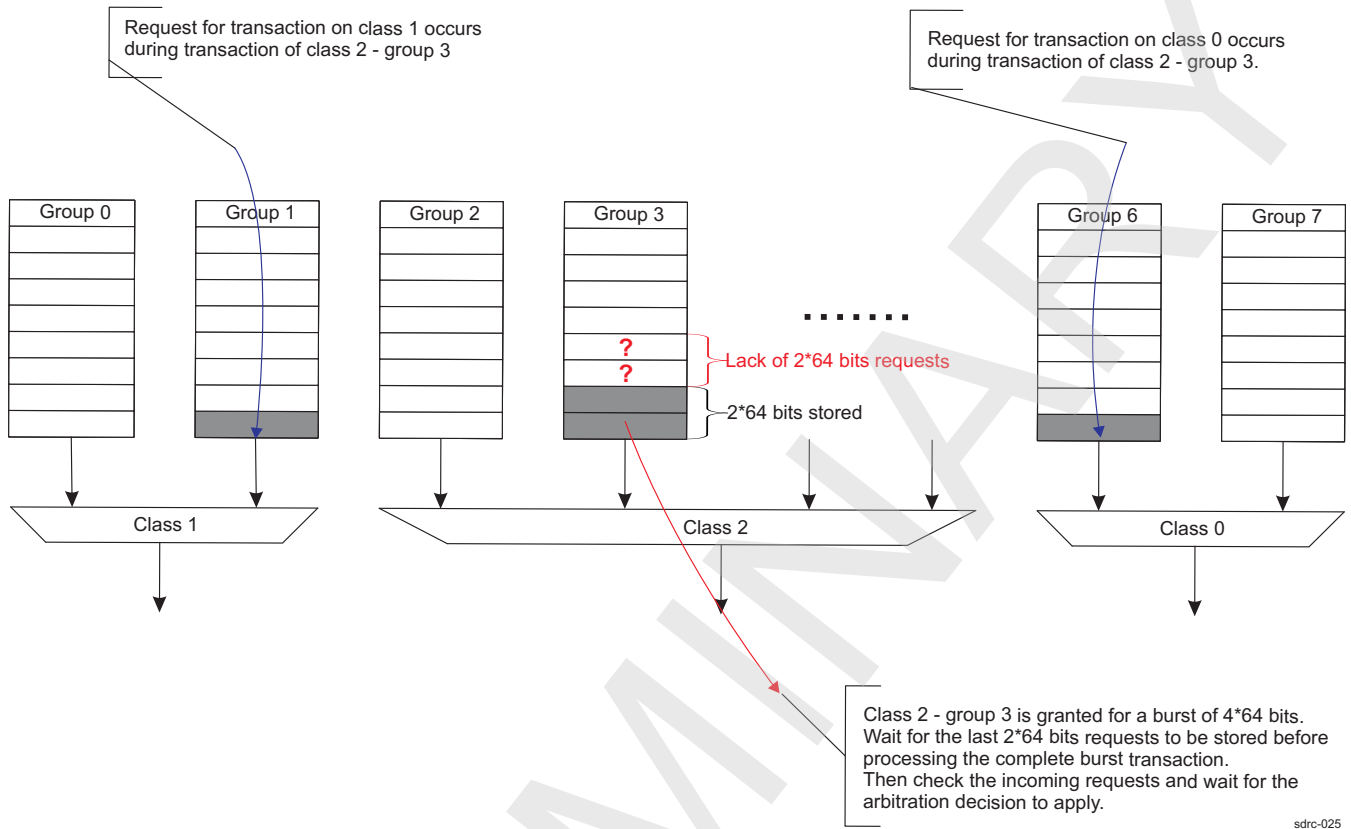 Request for transaction on class 1 occurs
during transaction of class 2 - group 3
Request for transaction on class 0 occurs
during transaction of class 2 - group 3.
Group 0
Group 1
Group 2
Group 3
Group 6
Group 7
?
?
Lack of 2*64 bits requests
2*64 bits stored
.......
Class 1
Class 2
Class 0
Class 2 - group 3 is granted for a burst of 4*64 bits.
Wait for the last 2*64 bits requests to be stored before
processing the complete burst transaction.
Then check the incoming requests and wait for the
arbitration decision to apply.
sdrc-025
MINARY